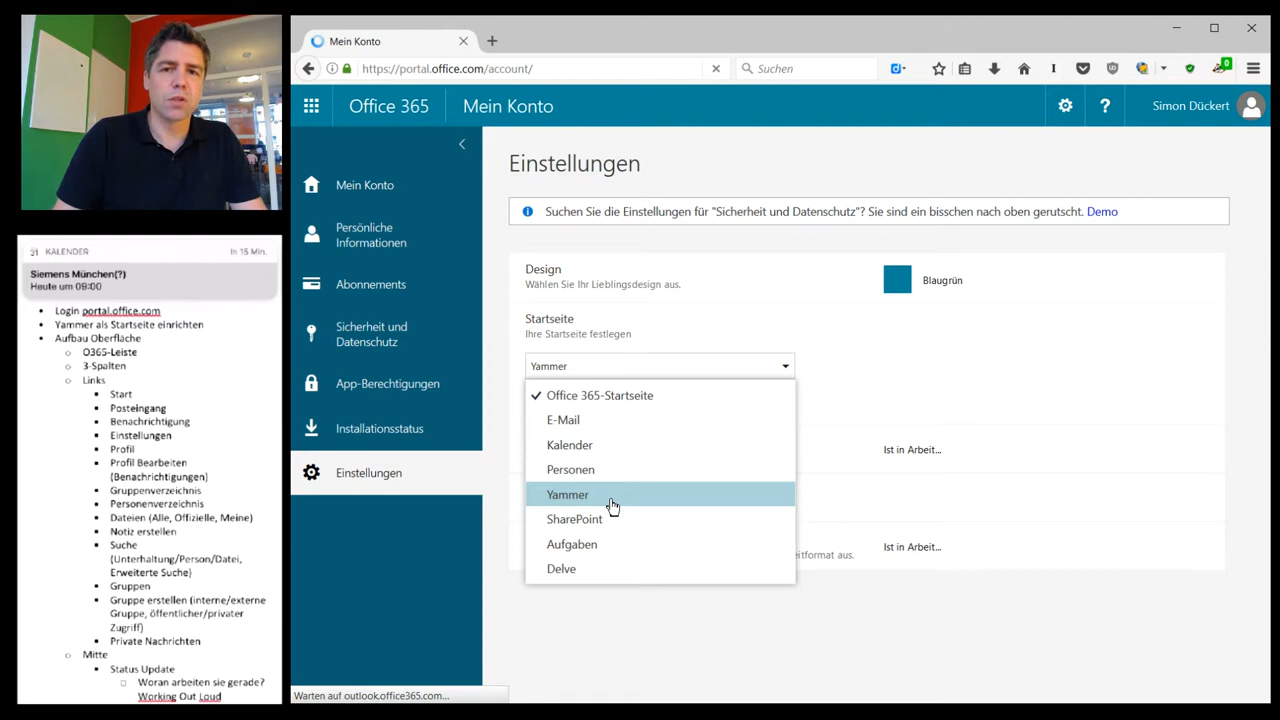 Mein Konto
https://portal.office.com/account/
Suchen
0
Office 365
Mein Konto
?
Simon Dückert
Mein Konto
Persönliche
Informationen
Abonnements
Sicherheit und
Datenschutz
App-Berechtigungen
Installationsstatus
Einstellungen
Warten auf outlook.office365.com...
Einstellungen
Suchen Sie die Einstellungen für "Sicherheit und Datenschutz"? Sie sind ein bisschen nach oben gerutscht. Demo
Design
Wählen Sie Ihr Lieblingsdesign aus.
Blaugrün
Startseite
Ihre Startseite festlegen
Yammer
Office 365-Startseite
E-Mail
Kalender
Personen
Yammer
SharePoint
Aufgaben
Delve
Ist in Arbeit...
Ist in Arbeit...
eitformat aus.
31 KALENDER In 15 Min.
Siemens München(?)
Heute um 09:00
• Login portal.office.com
• Yammer als Startseite einrichten
• Aufbau Oberfläche
o O365-Leiste
o 3-Spalten
o Links
▪ Start
▪ Posteingang
▪ Benachrichtigung
▪ Einstellungen
▪ Profil
▪ Profil Bearbeiten
(Benachrichtigungen)
▪ Gruppenverzeichnis
▪ Personenverzeichnis
▪ Dateien (Alle, Offizielle, Meine)
▪ Notiz erstellen
▪ Suche
(Unterhaltung/Person/Datei,
Erweiterte Suche)
▪ Gruppen
▪ Gruppe erstellen (interne/externe
Gruppe, öffentlicher/privater
Zugriff)
▪ Private Nachrichten
o Mitte
▪ Status Update
□ Woran arbeiten sie gerade?
Working Out Loud